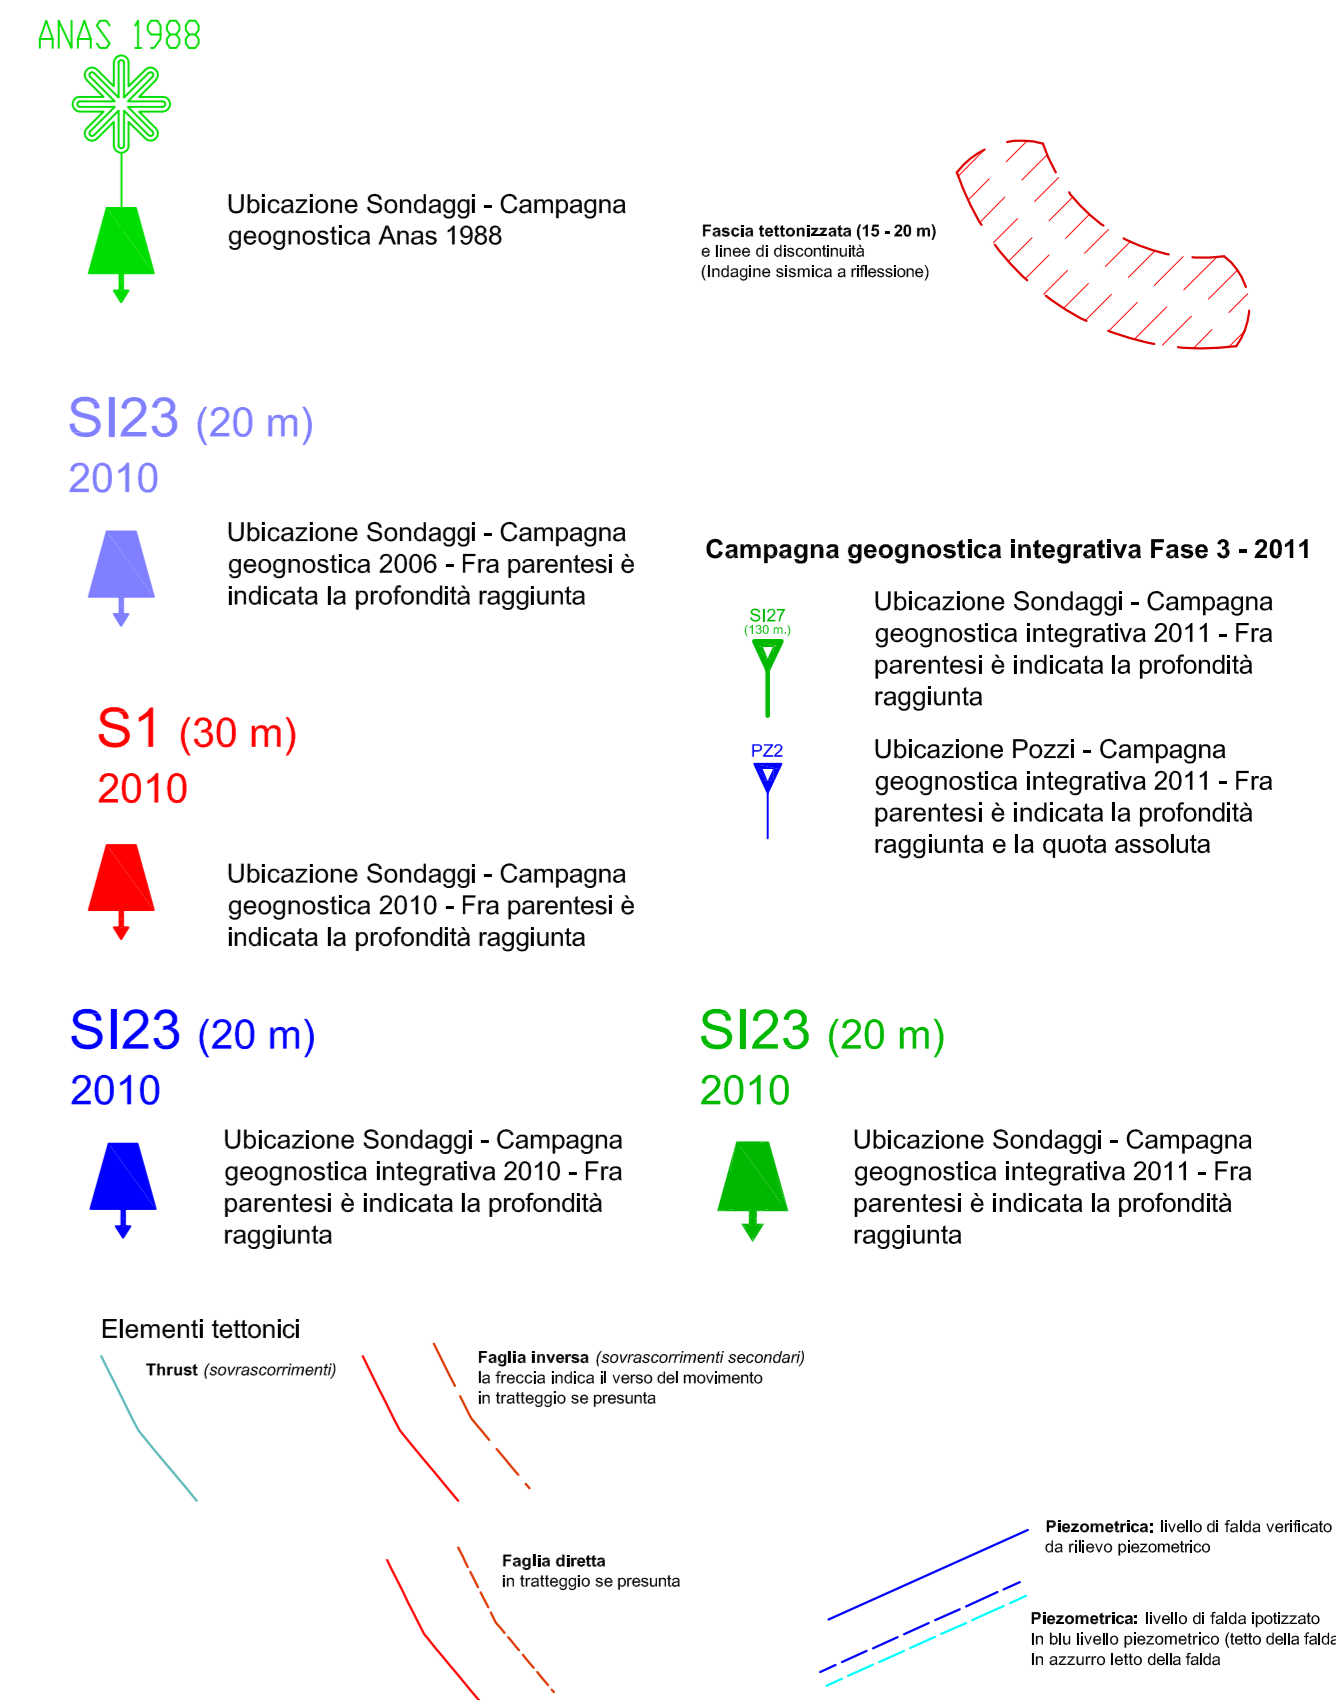 ANAS 1988
Ubicazione Sondaggi - Campagna
geognostica Anas 1988
Fascia tettonizzata (15 - 20 m)
e linee di discontinuità
(Indagine sismica a riflessione)
SI23 (20 m)
2010
Ubicazione Sondaggi - Campagna
geognostica 2006 - Fra parentesi è
indicata la profondità raggiunta
Campagna geognostica integrativa Fase 3 - 2011
SI27
(130 m.)
Ubicazione Sondaggi - Campagna
geognostica integrativa 2011 - Fra
parentesi è indicata la profondità
raggiunta
S1 (30 m)
2010
PZ2
Ubicazione Pozzi - Campagna
geognostica integrativa 2011 - Fra
parentesi è indicata la profondità
raggiunta e la quota assoluta
Ubicazione Sondaggi - Campagna
geognostica 2010 - Fra parentesi è
indicata la profondità raggiunta
SI23 (20 m)
2010
Ubicazione Sondaggi - Campagna
geognostica integrativa 2010 - Fra
parentesi è indicata la profondità
raggiunta
SI23 (20 m)
2010
Ubicazione Sondaggi - Campagna
geognostica integrativa 2011 - Fra
parentesi è indicata la profondità
raggiunta
Elementi tettonici
Thrust (sovrascorrimenti)
Faglia inversa (sovrascorrimenti secondari)
la freccia indica il verso del movimento
in tratteggio se presunta
Faglia diretta
in tratteggio se presunta
Piezometrica: livello di falda verificato
da rilievo piezometrico
Piezometrica: livello di falda ipotizzato
In blu livello piezometrico (tetto della falda
In azzurro letto della falda